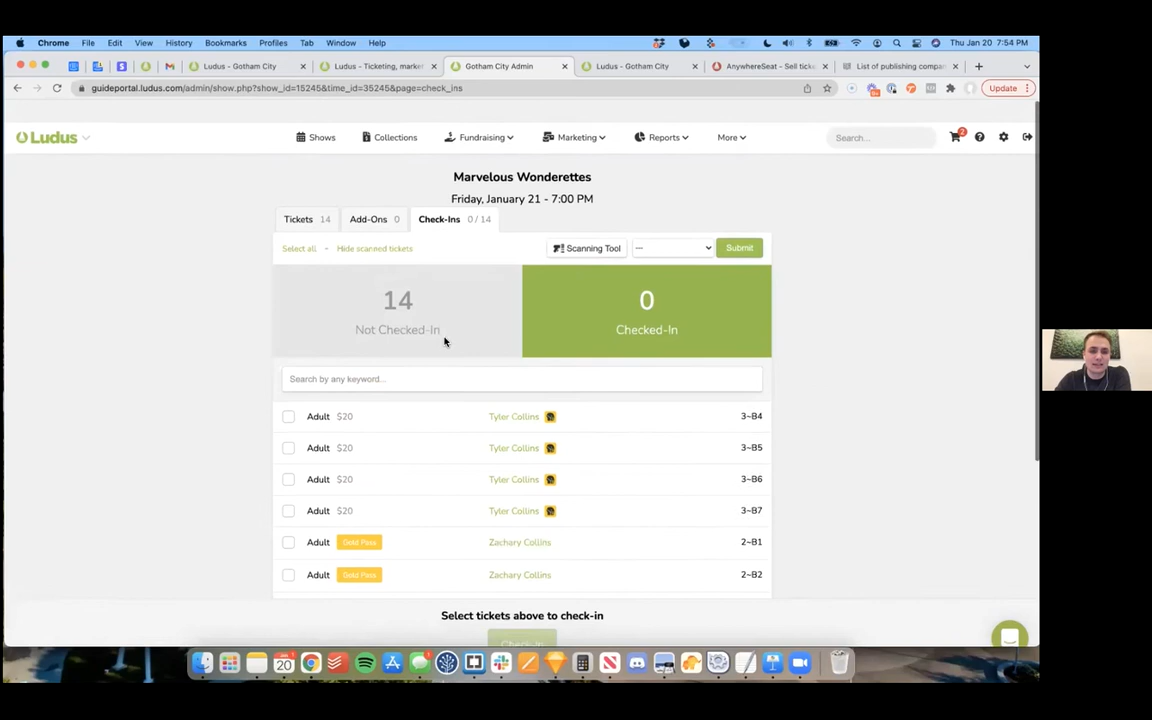 Chrome File Edit View History Bookmarks Profiles Tab Window Help Thu Jan 20 7:54 PM
Ludus - Gotham City Ludus - Ticketing, market Gotham City Admin Ludus - Gotham City AnywhereSeat - Sell ticke List of publishing compa
guideportal.ludus.com/admin/show.php?show_id=15245&time_id=35245&page=check_ins Update
Ludus Shows Collections Fundraising Marketing Reports More Search... 2
Marvelous Wonderettes
Friday, January 21 - 7:00 PM
Tickets 14 Add-Ons 0 Check-Ins 0 / 14
Select all - Hide scanned tickets Scanning Tool --- Submit
14 0
Not Checked-In Checked-In
Search by any keyword...
Adult $20 Tyler Collins 3~B4
Adult $20 Tyler Collins 3~B5
Adult $20 Tyler Collins 3~B6
Adult $20 Tyler Collins 3~B7
Adult Gold Pass Zachary Collins 2~B1
Adult Gold Pass Zachary Collins 2~B2
Select tickets above to check-in
Check-In
20